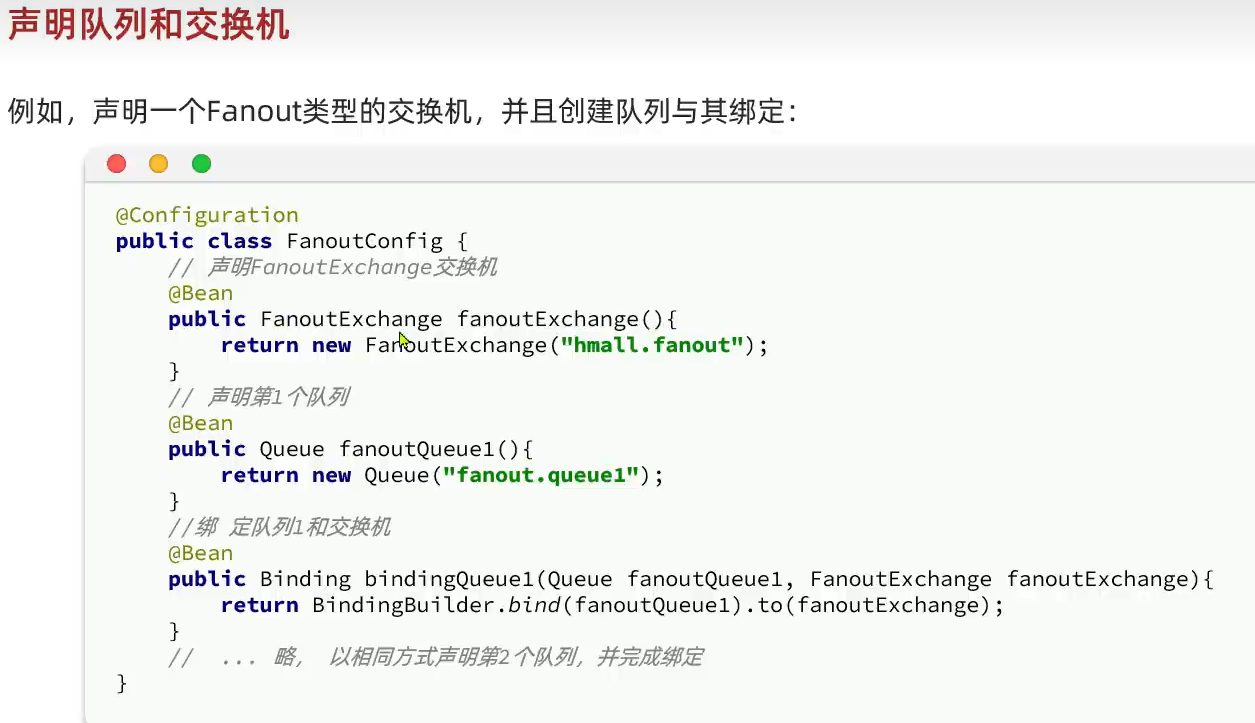 声明队列和交换机
例如，声明一个Fanout类型的交换机，并且创建队列与其绑定：
@Configuration
public class FanoutConfig {
    // 声明FanoutExchange交换机
    @Bean
    public FanoutExchange fanoutExchange(){
        return new FanoutExchange("hmall.fanout");
    }
    // 声明第1个队列
    @Bean
    public Queue fanoutQueue1(){
        return new Queue("fanout.queue1");
    }
    //绑 定队列1和交换机
    @Bean
    public Binding bindingQueue1(Queue fanoutQueue1, FanoutExchange fanoutExchange){
        return BindingBuilder.bind(fanoutQueue1).to(fanoutExchange);
    }
    //  ... 略， 以相同方式声明第2个队列，并完成绑定
}